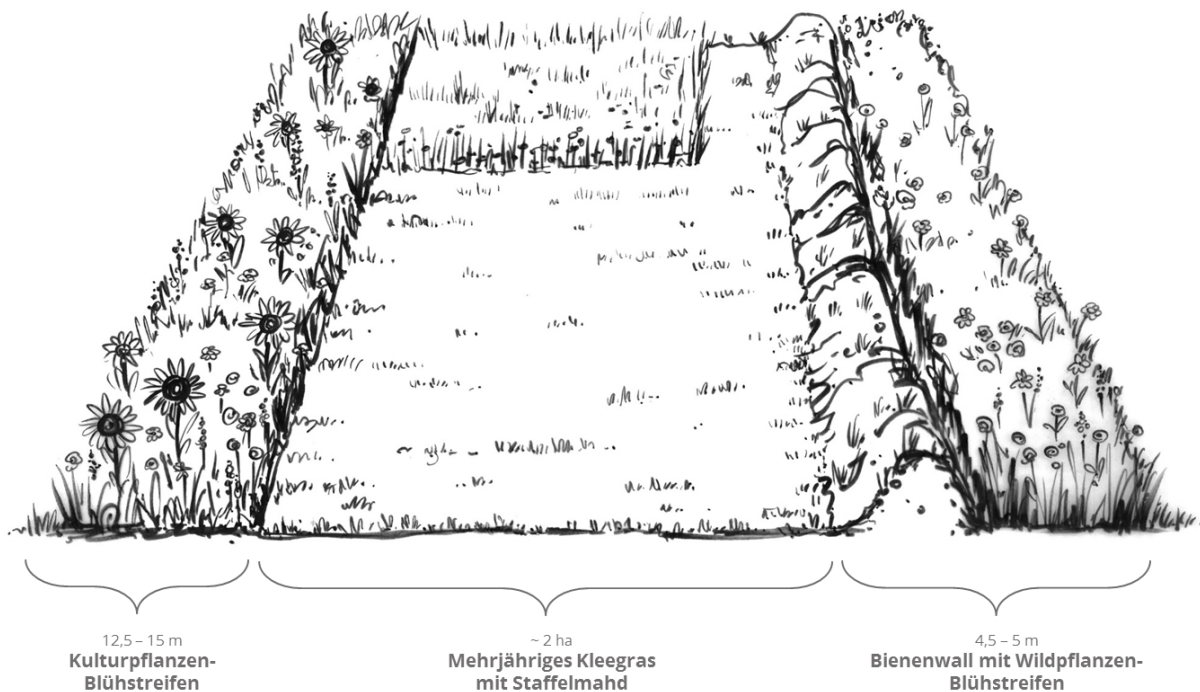 12,5 – 15 m
Kulturpflanzen-
Blühstreifen
~ 2 ha
Mehrjähriges Kleegras
mit Staffelmahd
4,5 – 5 m
Bienenwall mit Wildpflanzen-
Blühstreifen